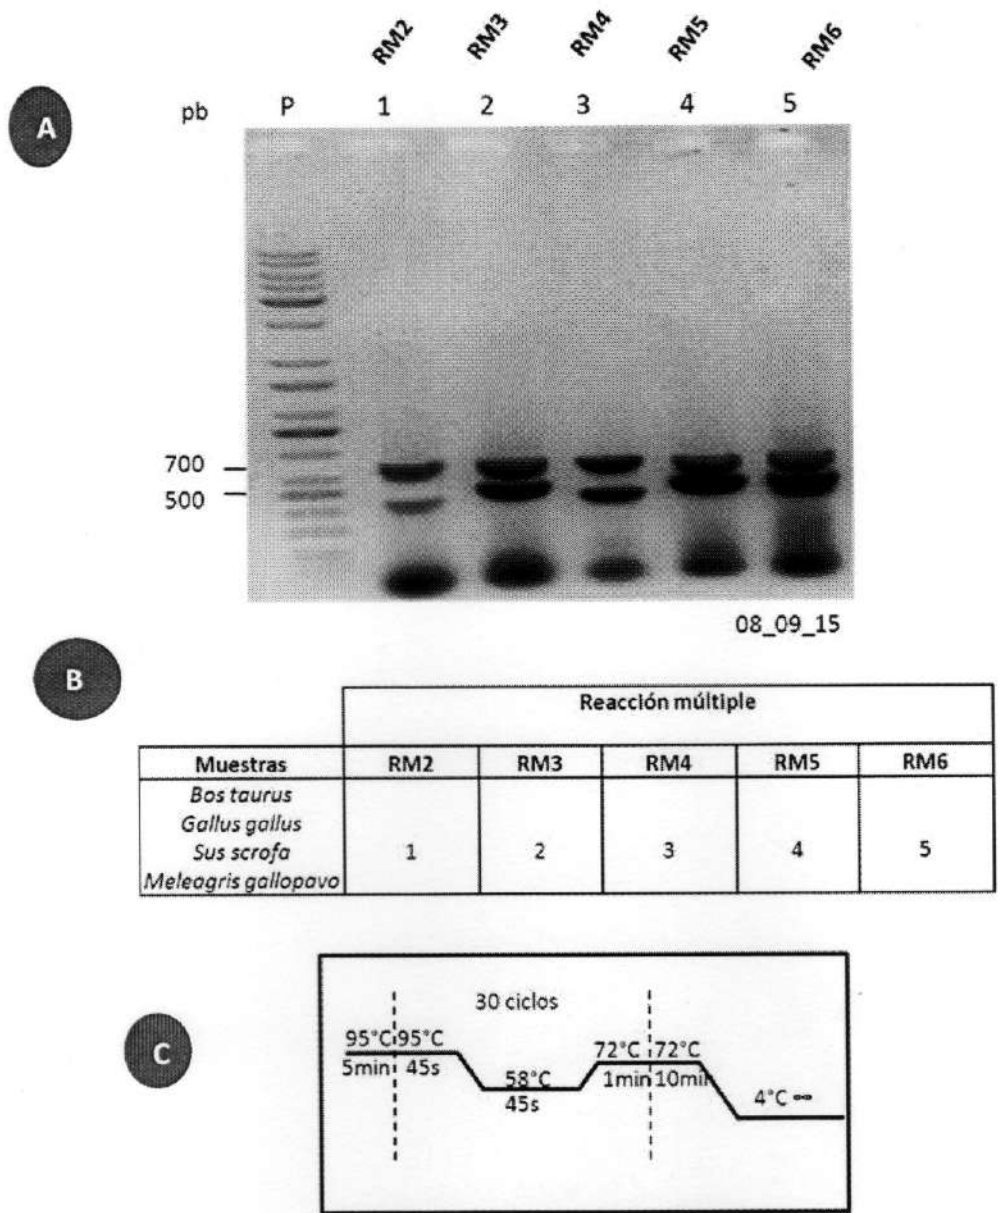 RM2 RM3 RM4 RM5 RM6
A
pb P 1 2 3 4 5
700
500
08_09_15
B
Reacción múltiple
Muestras RM2 RM3 RM4 RM5 RM6
Bos taurus
Gallus gallus
Sus scrofa 1 2 3 4 5
Meleagris gallopavo
C
30 ciclos
95°C 95°C 72°C 72°C
5min 45s 58°C 1min 10min
45s 4°C ∞